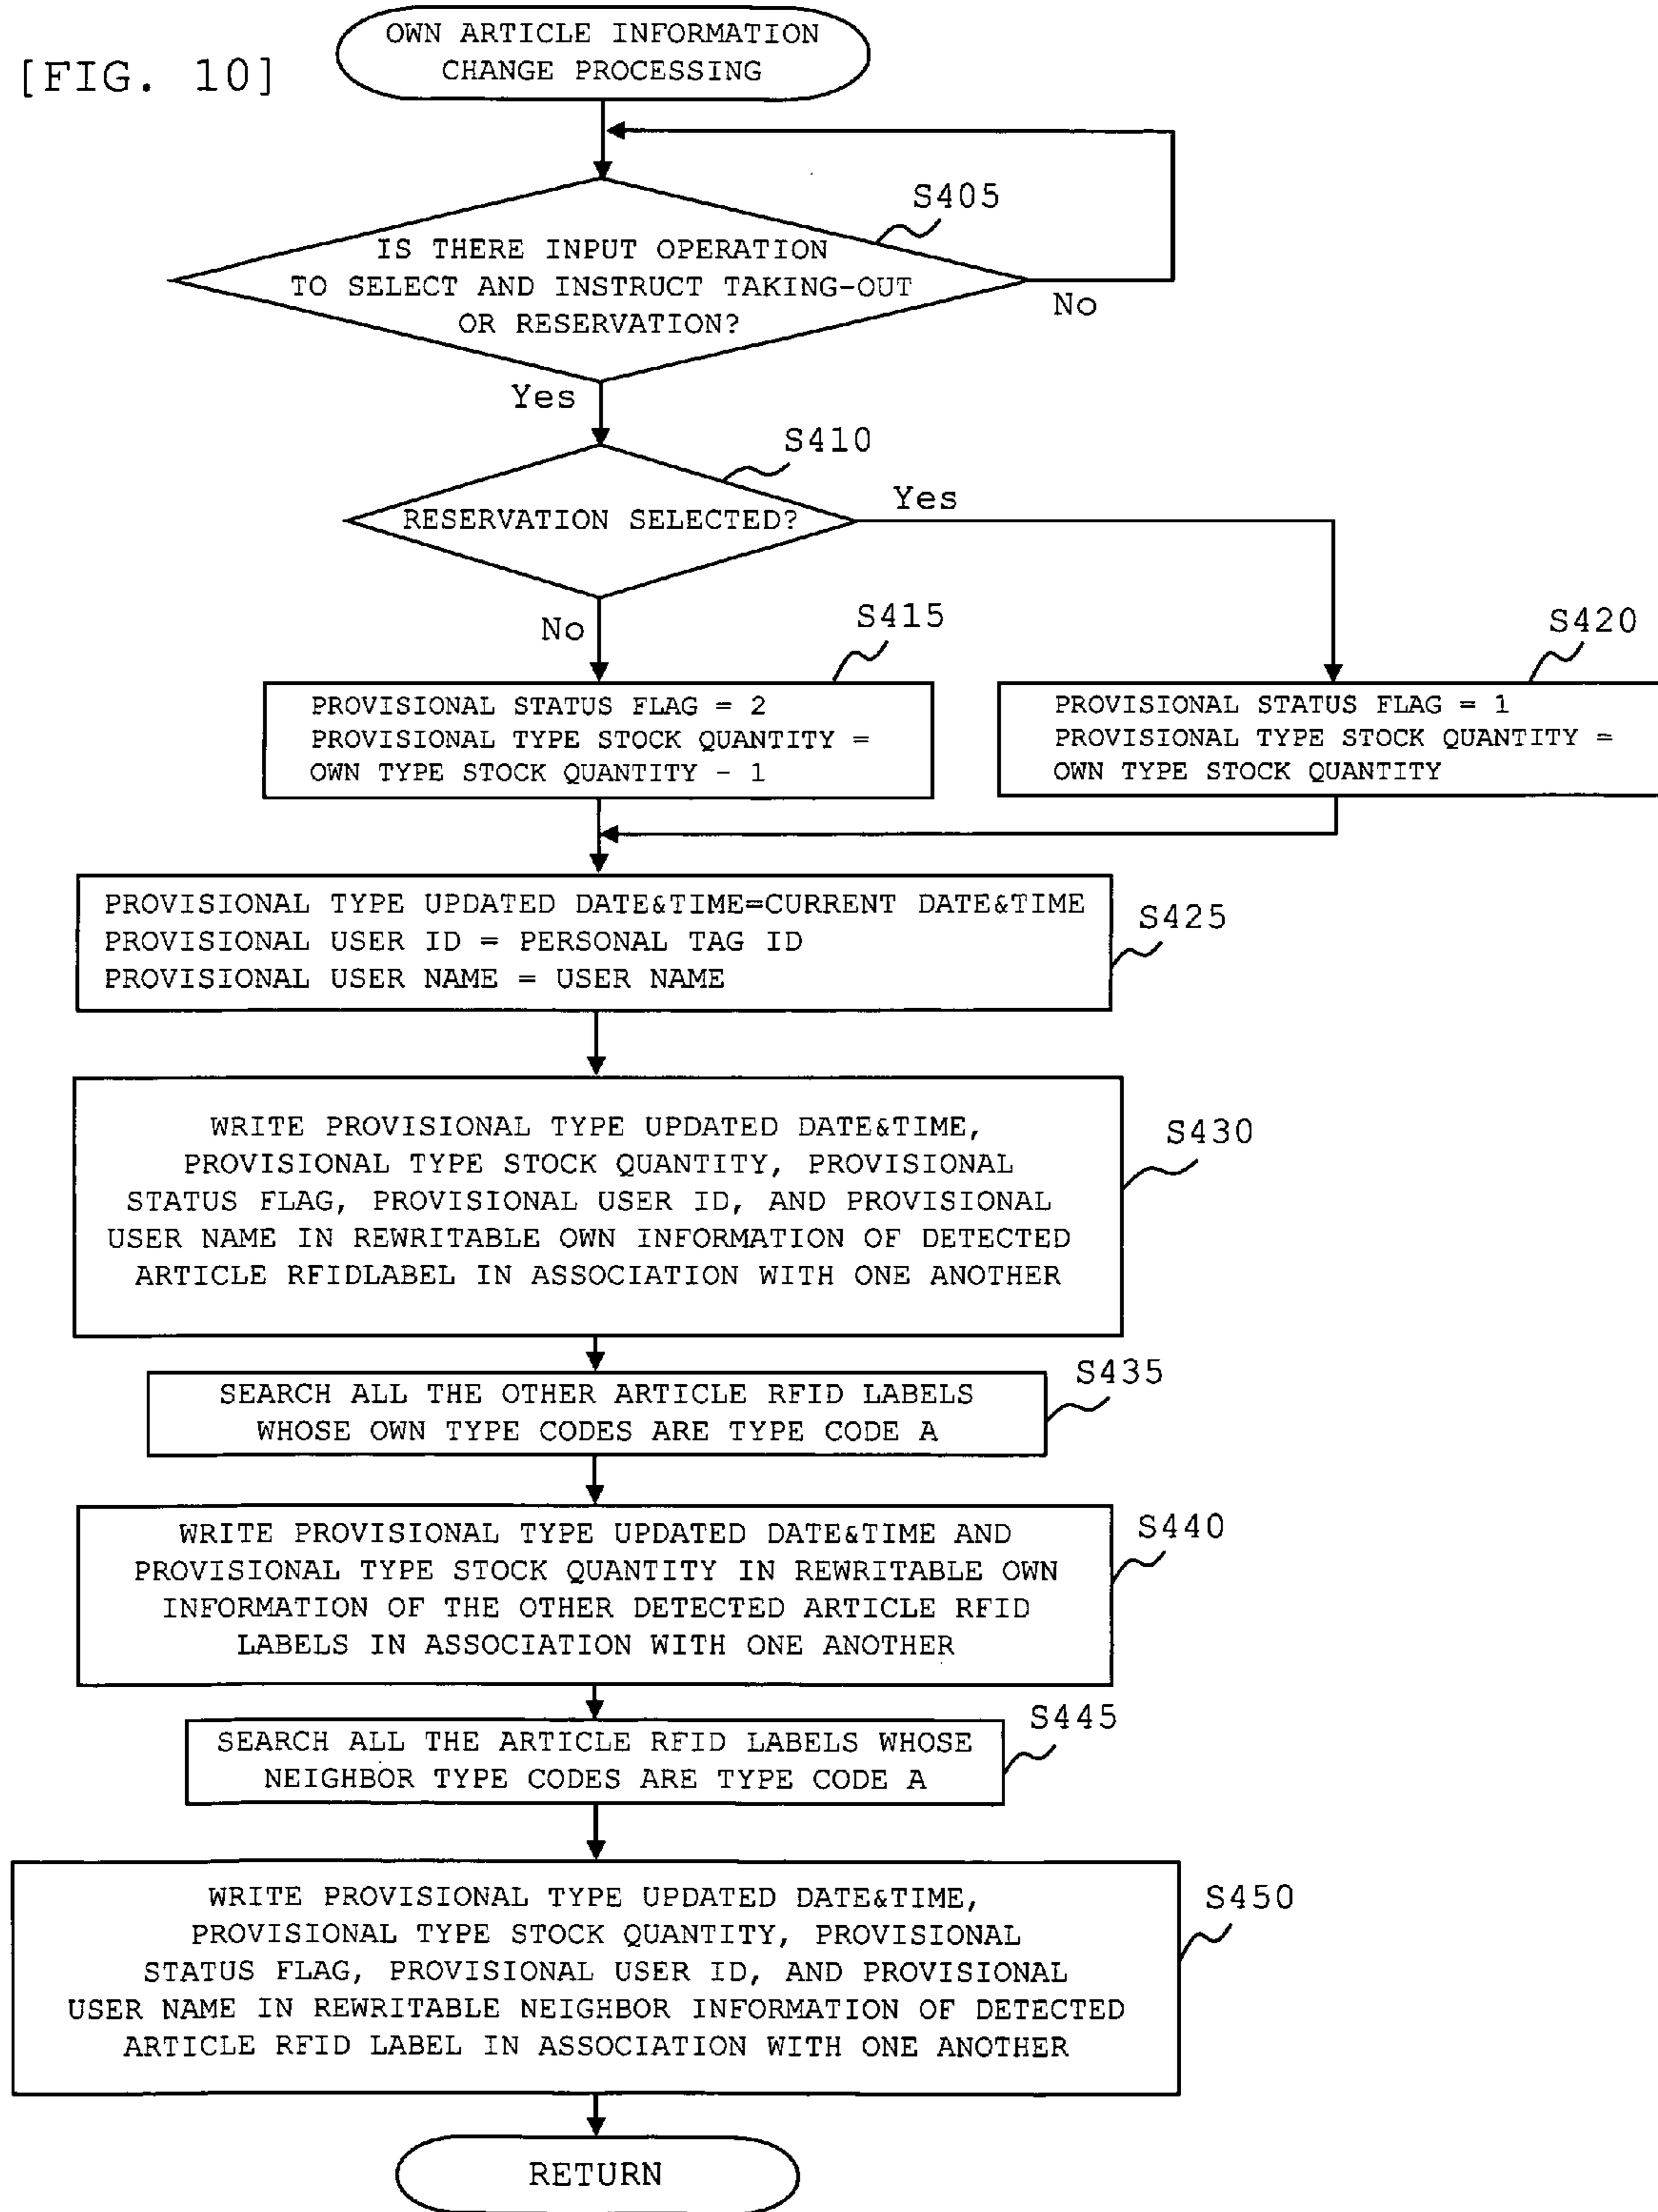 [FIG. 10]
OWN ARTICLE INFORMATION
CHANGE PROCESSING
S405
IS THERE INPUT OPERATION
TO SELECT AND INSTRUCT TAKING-OUT
OR RESERVATION?
No
Yes
S410
RESERVATION SELECTED?
Yes
No
S415
PROVISIONAL STATUS FLAG = 2
PROVISIONAL TYPE STOCK QUANTITY =
OWN TYPE STOCK QUANTITY - 1
S420
PROVISIONAL STATUS FLAG = 1
PROVISIONAL TYPE STOCK QUANTITY =
OWN TYPE STOCK QUANTITY
PROVISIONAL TYPE UPDATED DATE&TIME=CURRENT DATE&TIME
PROVISIONAL USER ID = PERSONAL TAG ID
PROVISIONAL USER NAME = USER NAME
S425
WRITE PROVISIONAL TYPE UPDATED DATE&TIME,
PROVISIONAL TYPE STOCK QUANTITY, PROVISIONAL
STATUS FLAG, PROVISIONAL USER ID, AND PROVISIONAL
USER NAME IN REWRITABLE OWN INFORMATION OF DETECTED
ARTICLE RFIDLABEL IN ASSOCIATION WITH ONE ANOTHER
S430
SEARCH ALL THE OTHER ARTICLE RFID LABELS
WHOSE OWN TYPE CODES ARE TYPE CODE A
S435
WRITE PROVISIONAL TYPE UPDATED DATE&TIME AND
PROVISIONAL TYPE STOCK QUANTITY IN REWRITABLE OWN
INFORMATION OF THE OTHER DETECTED ARTICLE RFID
LABELS IN ASSOCIATION WITH ONE ANOTHER
S440
SEARCH ALL THE ARTICLE RFID LABELS WHOSE
NEIGHBOR TYPE CODES ARE TYPE CODE A
S445
WRITE PROVISIONAL TYPE UPDATED DATE&TIME,
PROVISIONAL TYPE STOCK QUANTITY, PROVISIONAL
STATUS FLAG, PROVISIONAL USER ID, AND PROVISIONAL
USER NAME IN REWRITABLE NEIGHBOR INFORMATION OF DETECTED
ARTICLE RFID LABEL IN ASSOCIATION WITH ONE ANOTHER
S450
RETURN